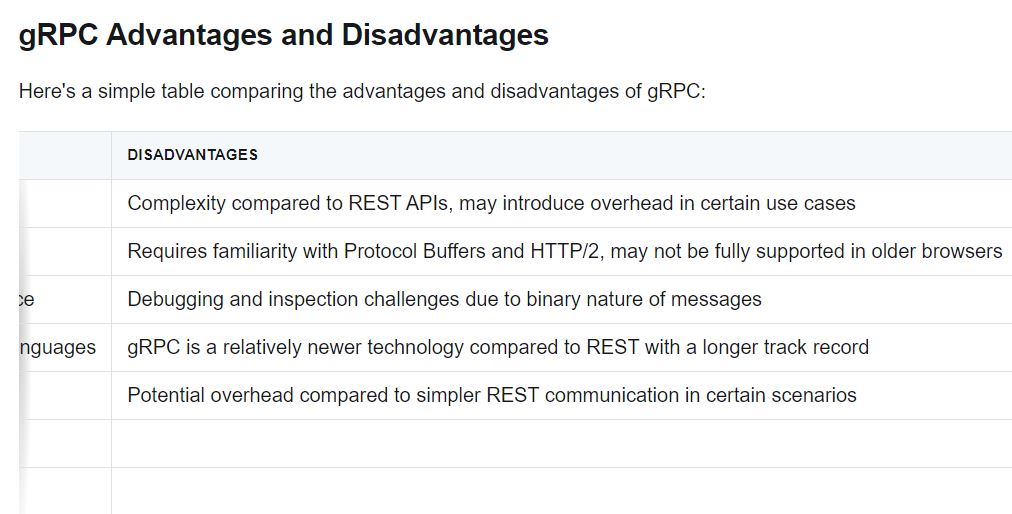 gRPC Advantages and Disadvantages
Here's a simple table comparing the advantages and disadvantages of gRPC:
DISADVANTAGES
Complexity compared to REST APIs, may introduce overhead in certain use cases
Requires familiarity with Protocol Buffers and HTTP/2, may not be fully supported in older browsers
Debugging and inspection challenges due to binary nature of messages
nguages gRPC is a relatively newer technology compared to REST with a longer track record
Potential overhead compared to simpler REST communication in certain scenarios